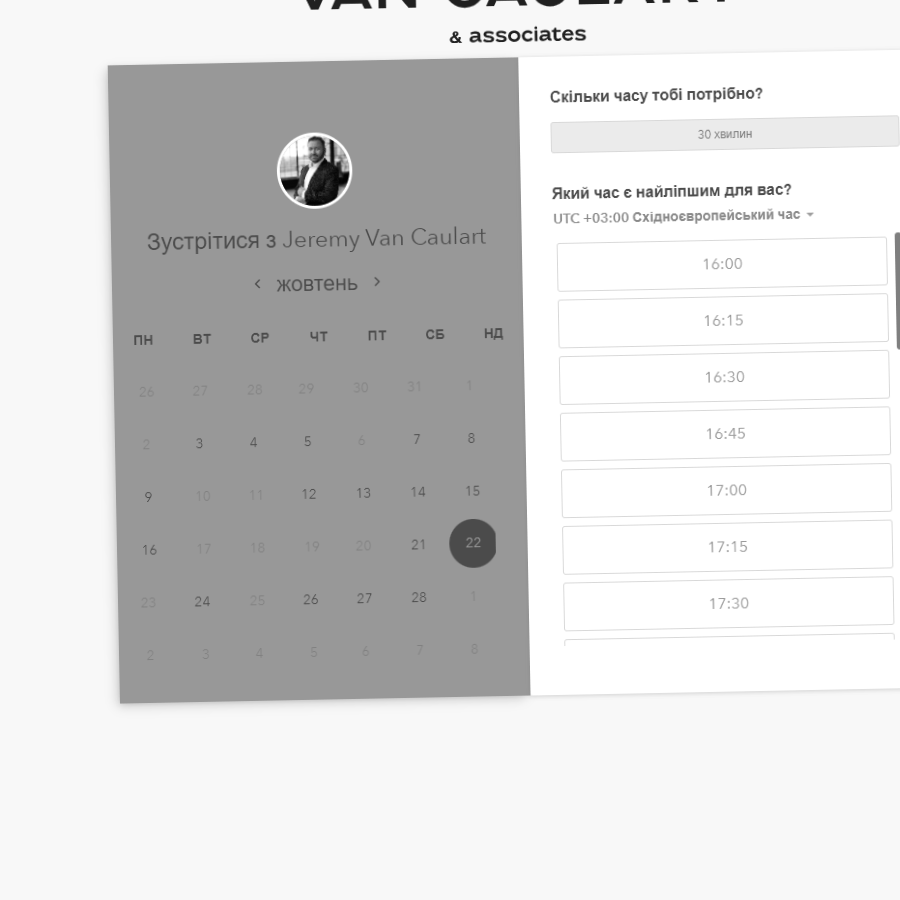 VAN CAULART
& associates
Зустрітися з Jeremy Van Caulart
‹ жовтень ›
ПН ВТ СР ЧТ ПТ СБ НД
26 27 28 29 30 31 1
2 3 4 5 6 7 8
9 10 11 12 13 14 15
16 17 18 19 20 21 22
23 24 25 26 27 28 1
2 3 4 5 6 7 8
Скільки часу тобі потрібно?
30 хвилин
Який час є найліпшим для вас?
UTC +03:00 Східноєвропейський час
16:00
16:15
16:30
16:45
17:00
17:15
17:30